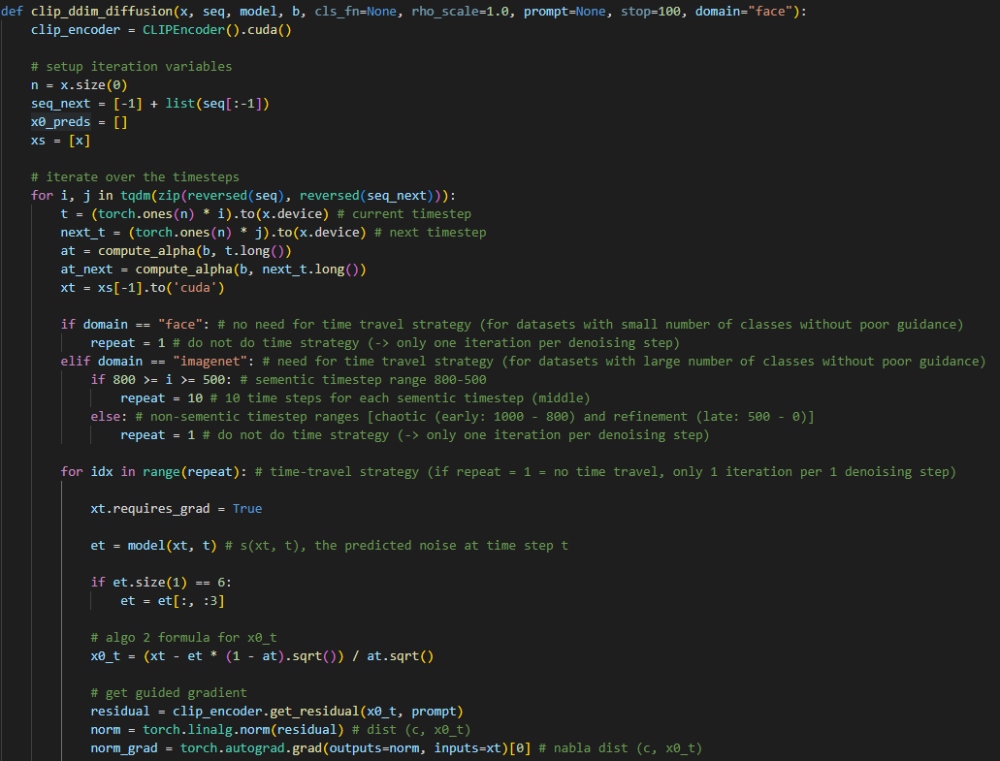 def clip_ddim_diffusion(x, seq, model, b, cls_fn=None, rho_scale=1.0, prompt=None, stop=100, domain="face"):
    clip_encoder = CLIPEncoder().cuda()

    # setup iteration variables
    n = x.size(0)
    seq_next = [-1] + list(seq[:-1])
    x0_preds = []
    xs = [x]

    # iterate over the timesteps
    for i, j in tqdm(zip(reversed(seq), reversed(seq_next))):
        t = (torch.ones(n) * i).to(x.device) # current timestep
        next_t = (torch.ones(n) * j).to(x.device) # next timestep
        at = compute_alpha(b, t.long())
        at_next = compute_alpha(b, next_t.long())
        xt = xs[-1].to('cuda')

        if domain == "face": # no need for time travel strategy (for datasets with small number of classes without poor guidance)
            repeat = 1 # do not do time strategy (-> only one iteration per denoising step)
        elif domain == "imagenet": # need for time travel strategy (for datasets with large number of classes without poor guidance)
            if 800 >= i >= 500: # sementic timestep range 800-500
                repeat = 10 # 10 time steps for each sementic timestep (middle)
            else: # non-sementic timestep ranges [chaotic (early: 1000 - 800) and refinement (late: 500 - 0)]
                repeat = 1 # do not do time strategy (-> only one iteration per denoising step)

        for idx in range(repeat): # time-travel strategy (if repeat = 1 = no time travel, only 1 iteration per 1 denoising step)

            xt.requires_grad = True

            et = model(xt, t) # s(xt, t), the predicted noise at time step t

            if et.size(1) == 6:
                et = et[:, :3]

            # algo 2 formula for x0_t
            x0_t = (xt - et * (1 - at).sqrt()) / at.sqrt()

            # get guided gradient
            residual = clip_encoder.get_residual(x0_t, prompt)
            norm = torch.linalg.norm(residual) # dist (c, x0_t)
            norm_grad = torch.autograd.grad(outputs=norm, inputs=xt)[0] # nabla dist (c, x0_t)